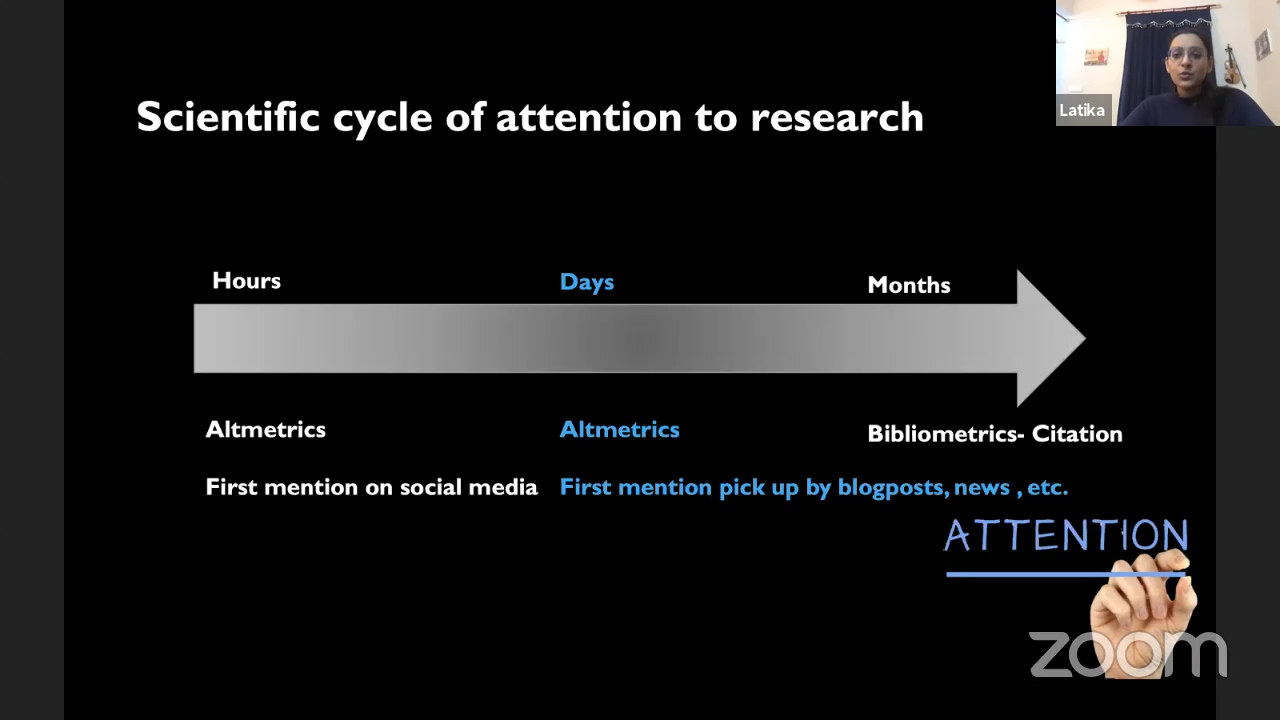 Latika
Scientific cycle of attention to research
Hours
Days
Months
Altmetrics
Altmetrics
Bibliometrics- Citation
First mention on social media
First mention pick up by blogposts, news , etc.
ATTENTION
zoom